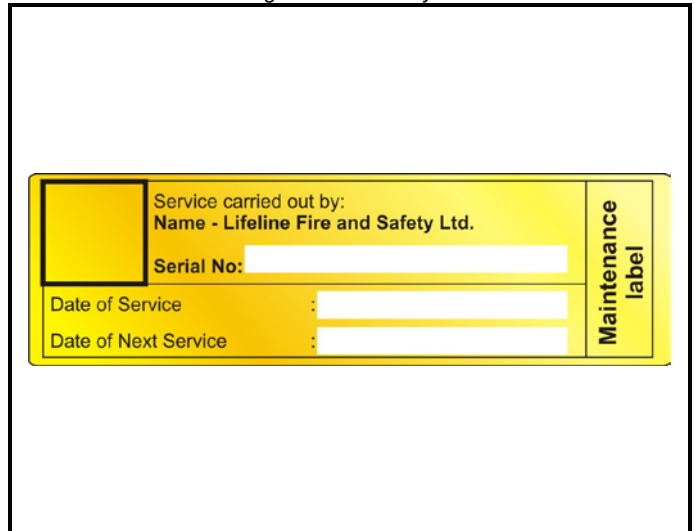 Service carried out by:
Name - Lifeline Fire and Safety Ltd.
Serial No:
Date of Service :
Date of Next Service :
Maintenance
label